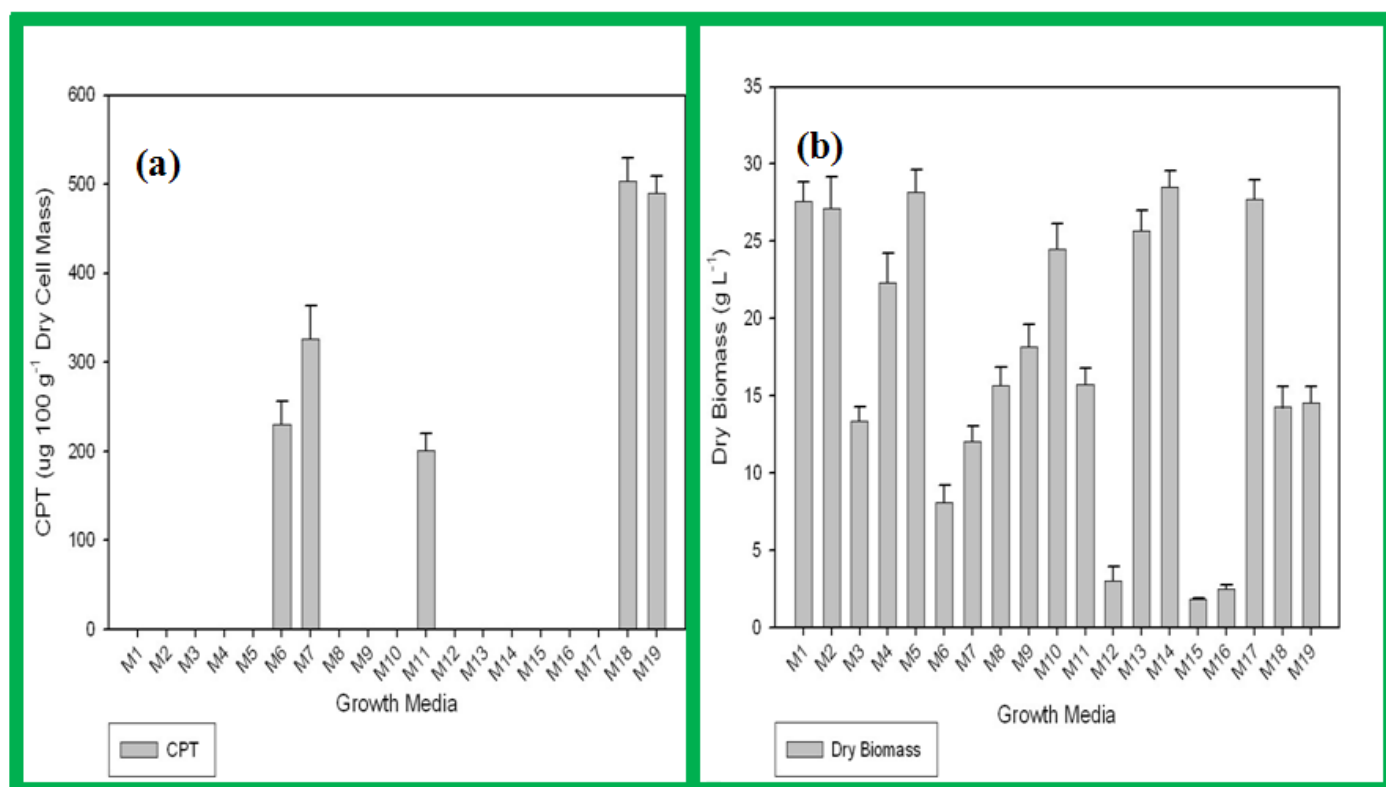 (a)
CPT (ug 100 g⁻¹ Dry Cell Mass)
600
500
400
300
200
100
0
M1 M2 M3 M4 M5 M6 M7 M8 M9 M10 M11 M12 M13 M14 M15 M16 M17 M18 M19
Growth Media
CPT
(b)
Dry Biomass (g L⁻¹)
35
30
25
20
15
10
5
0
M1 M2 M3 M4 M5 M6 M7 M8 M9 M10 M11 M12 M13 M14 M15 M16 M17 M18 M19
Growth Media
Dry Biomass